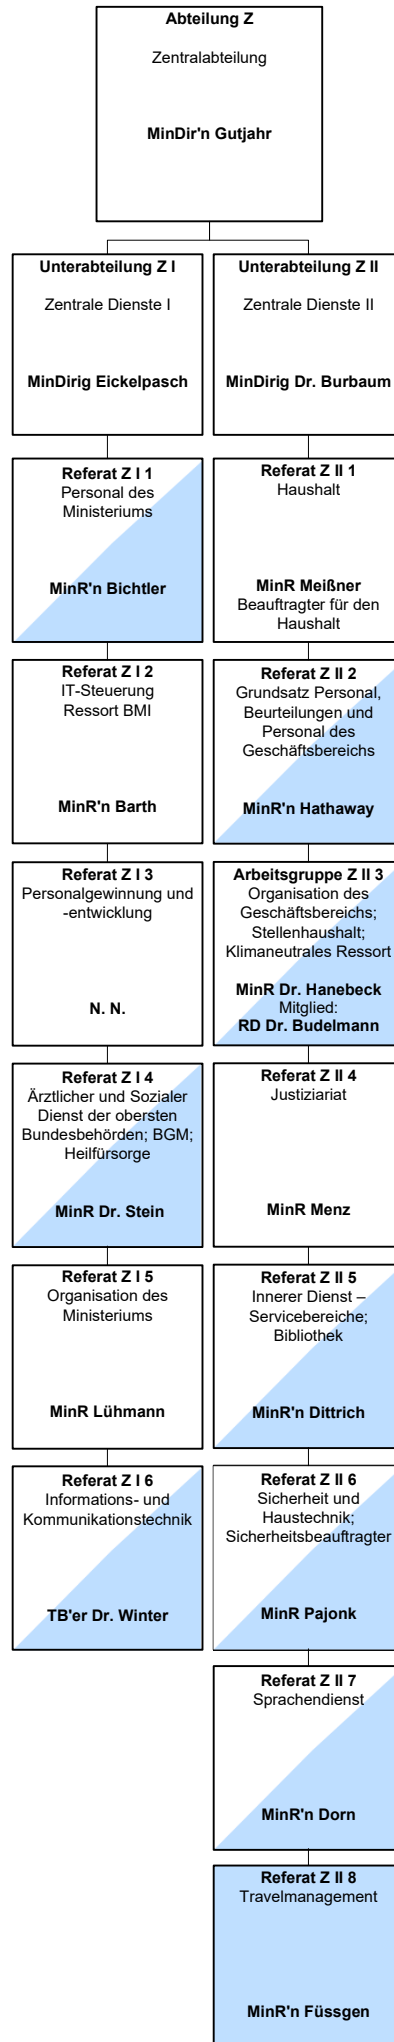 Abteilung Z
Zentralabteilung
MinDir'n Gutjahr
Unterabteilung Z I
Zentrale Dienste I
MinDirig Eickelpasch
Referat Z I 1
Personal des
Ministeriums
MinR'n Bichtler
Referat Z I 2
IT-Steuerung
Ressort BMI
MinR'n Barth
Referat Z I 3
Personalgewinnung und
-entwicklung
N. N.
Referat Z I 4
Ärztlicher und Sozialer
Dienst der obersten
Bundesbehörden; BGM;
Heilfürsorge
MinR Dr. Stein
Referat Z I 5
Organisation des
Ministeriums
MinR Lühmann
Referat Z I 6
Informations- und
Kommunikationstechnik
TB'er Dr. Winter
Unterabteilung Z II
Zentrale Dienste II
MinDirig Dr. Burbaum
Referat Z II 1
Haushalt
MinR Meißner
Beauftragter für den
Haushalt
Referat Z II 2
Grundsatz Personal,
Beurteilungen und
Personal des
Geschäftsbereichs
MinR'n Hathaway
Arbeitsgruppe Z II 3
Organisation des
Geschäftsbereichs;
Stellenhaushalt;
Klimaneutrales Ressort
MinR Dr. Hanebeck
Mitglied:
RD Dr. Budelmann
Referat Z II 4
Justiziariat
MinR Menz
Referat Z II 5
Innerer Dienst –
Servicebereiche;
Bibliothek
MinR'n Dittrich
Referat Z II 6
Sicherheit und
Haustechnik;
Sicherheitsbeauftragter
MinR Pajonk
Referat Z II 7
Sprachendienst
MinR'n Dorn
Referat Z II 8
Travelmanagement
MinR'n Füssgen